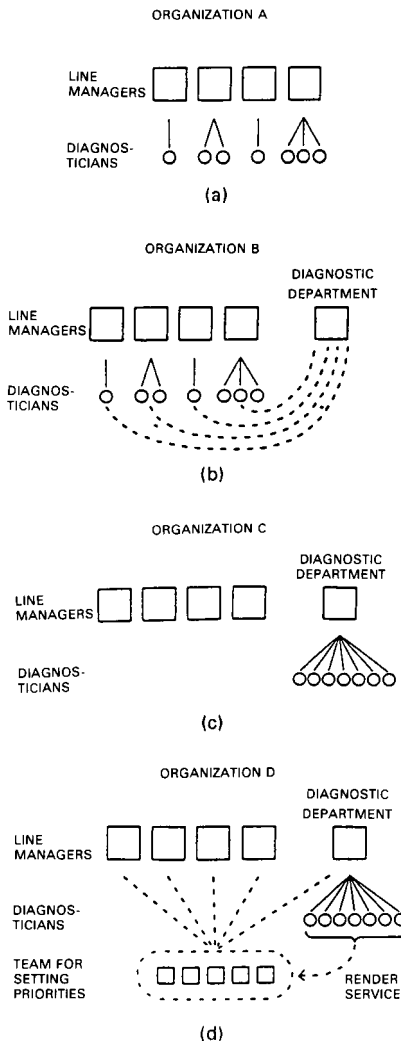 ORGANIZATION A
LINE
MANAGERS
DIAGNOS-
TICIANS
(a)
ORGANIZATION B
DIAGNOSTIC
DEPARTMENT
LINE
MANAGERS
DIAGNOS-
TICIANS
(b)
ORGANIZATION C
DIAGNOSTIC
DEPARTMENT
LINE
MANAGERS
DIAGNOS-
TICIANS
(c)
ORGANIZATION D
DIAGNOSTIC
DEPARTMENT
LINE
MANAGERS
DIAGNOS-
TICIANS
TEAM FOR
SETTING
PRIORITIES
RENDER
SERVICE
(d)